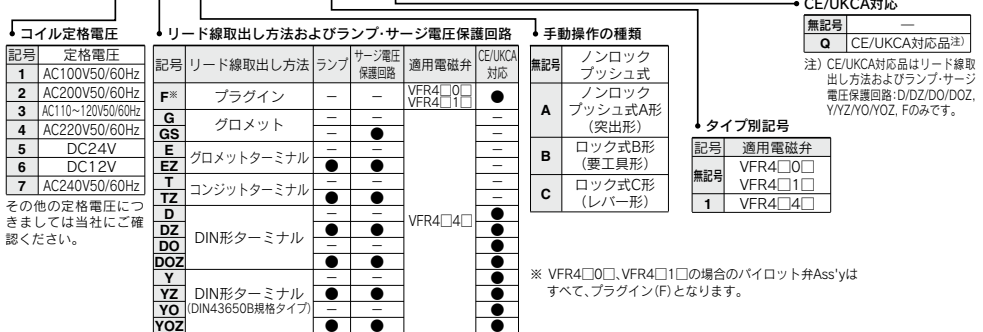 コイル定格電圧
記号 定格電圧
1 AC100V50/60Hz
2 AC200V50/60Hz
3 AC110~120V50/60Hz
4 AC220V50/60Hz
5 DC24V
6 DC12V
7 AC240V50/60Hz
その他の定格電圧につ
きましては当社にご確
認ください。
リード線取出し方法およびランプ・サージ電圧保護回路
記号 リード線取出し方法 ランプ サージ電圧保護回路 適用電磁弁 CE/UKCA対応
F※ プラグイン － － VFR4□0□ VFR4□1□ ●
G グロメット － － VFR4□4□ －
GS － ● －
E グロメットターミナル － － －
EZ ● ● －
T コンジットターミナル － － －
TZ ● ● －
D DIN形ターミナル － － ●
DZ ● ● ●
DO － － ●
DOZ ● ● ●
Y DIN形ターミナル (DIN43650B規格タイプ) － － ●
YZ ● ● ●
YO － － ●
YOZ ● ● ●
手動操作の種類
無記号 ノンロック
プッシュ式
A ノンロック
プッシュ式A形
(突出形)
B ロック式B形
(要工具形)
C ロック式C形
(レバー形)
※ VFR4□0□、VFR4□1□の場合のパイロット弁Ass'yは
すべて、プラグイン(F)となります。
タイプ別記号
記号 適用電磁弁
無記号 VFR4□0□
VFR4□1□
1 VFR4□4□
CE/UKCA対応
無記号 －
Q CE/UKCA対応品注)
注) CE/UKCA対応品はリード線取
出し方法およびランプ・サージ
電圧保護回路：D/DZ/DO/DOZ,
Y/YZ/YO/YOZ, Fのみです。